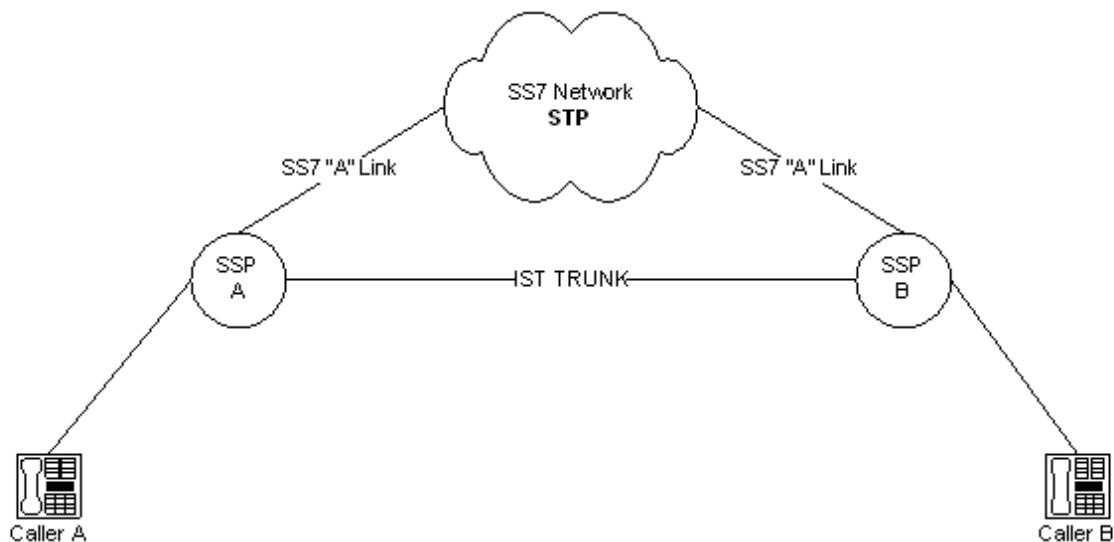 SS7 Network
STP
SS7 "A" Link
SS7 "A" Link
SSP
A
IST TRUNK
SSP
B
Caller A
Caller B